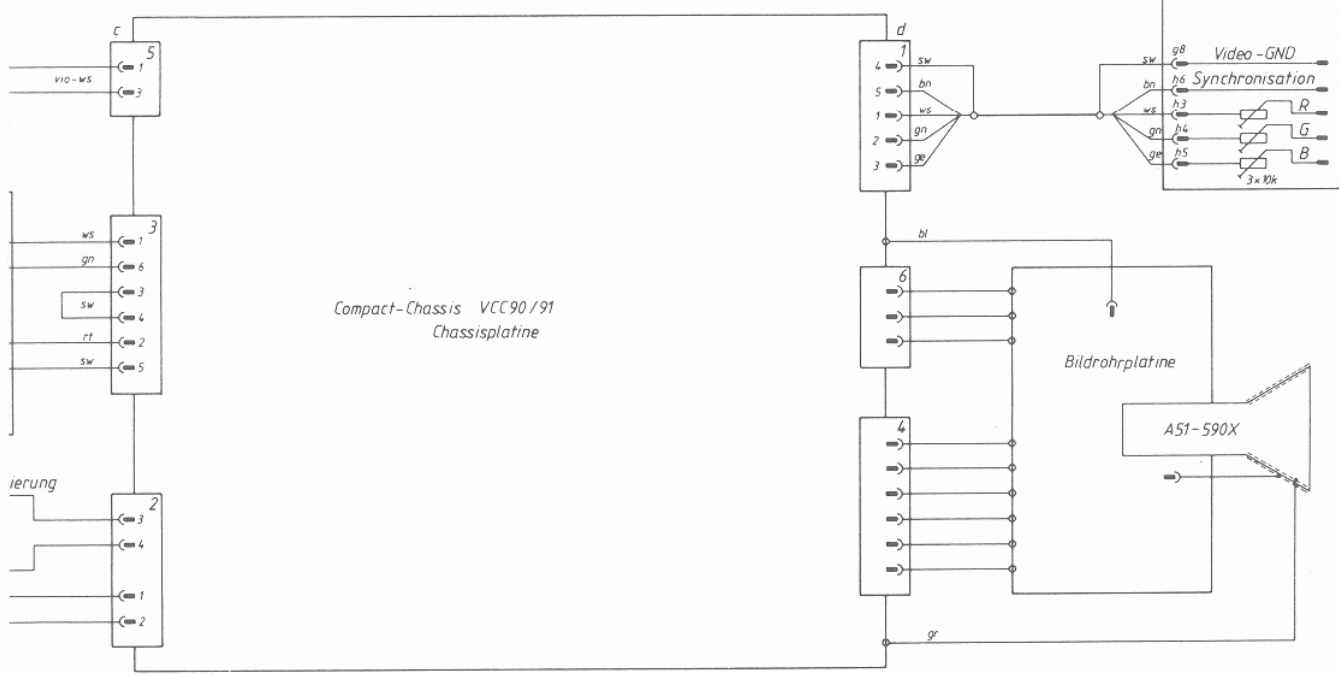 c
5
1
vio-ws
3
3
ws
1
gn
6
3
sw
4
rt
2
sw
5
ierung
2
3
4
1
2
Compact-Chassis VCC90/91
Chassisplatine
d
1
4
sw
5
bn
1
ws
2
gn
3
ge
bl
6
4
gr
sw
g8
Video-GND
bn
h6
Synchronisation
ws
h3
R
gn
h4
G
ge
h5
B
3×10k
Bildrohrplatine
A51-590X